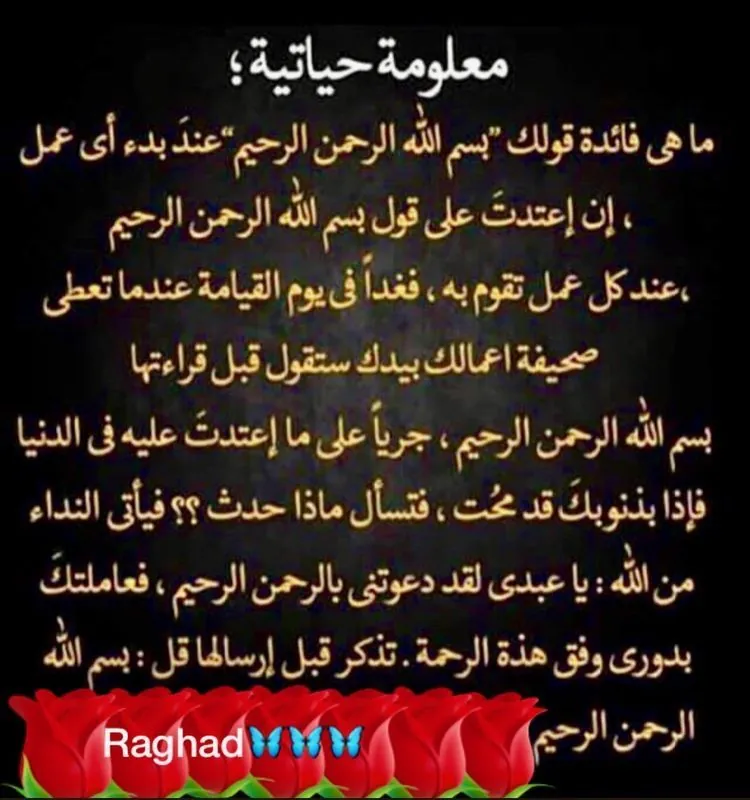 معلومة حياتية؛
ما هى فائدة قولك "بسم الله الرحمن الرحيم" عندَ بدء أى عمل
، إن إعتدتَ على قول بسم الله الرحمن الرحيم
،عند كل عمل تقوم به ، فغداً فى يوم القيامة عندما تعطى
صحيفة اعمالك بيدك ستقول قبل قراءتها
بسم الله الرحمن الرحيم ، جرياً على ما إعتدتَ عليه فى الدنيا
فإذا بذنوبكَ قد محُت ، فتسأل ماذا حدث ؟؟ فيأتى النداء
من الله : يا عبدى لقد دعوتنى بالرحمن الرحيم ، فعاملتكَ
بدورى وفق هذة الرحمة . تذكر قبل إرسالها قل : بسم الله
الرحمن الرحيم
Raghad🦋🦋🦋